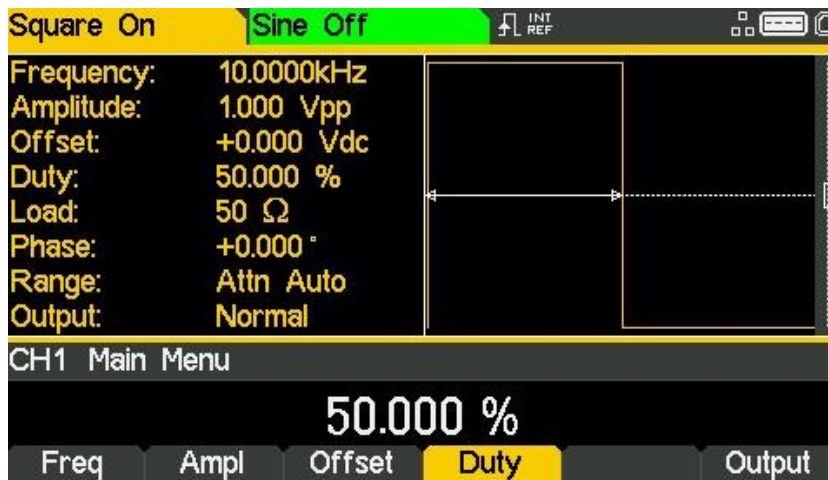 Square On Sine Off INT REF
Frequency: 10.0000kHz
Amplitude: 1.000 Vpp
Offset: +0.000 Vdc
Duty: 50.000 %
Load: 50 Ω
Phase: +0.000 °
Range: Attn Auto
Output: Normal
CH1 Main Menu
50.000 %
Freq Ampl Offset Duty Output